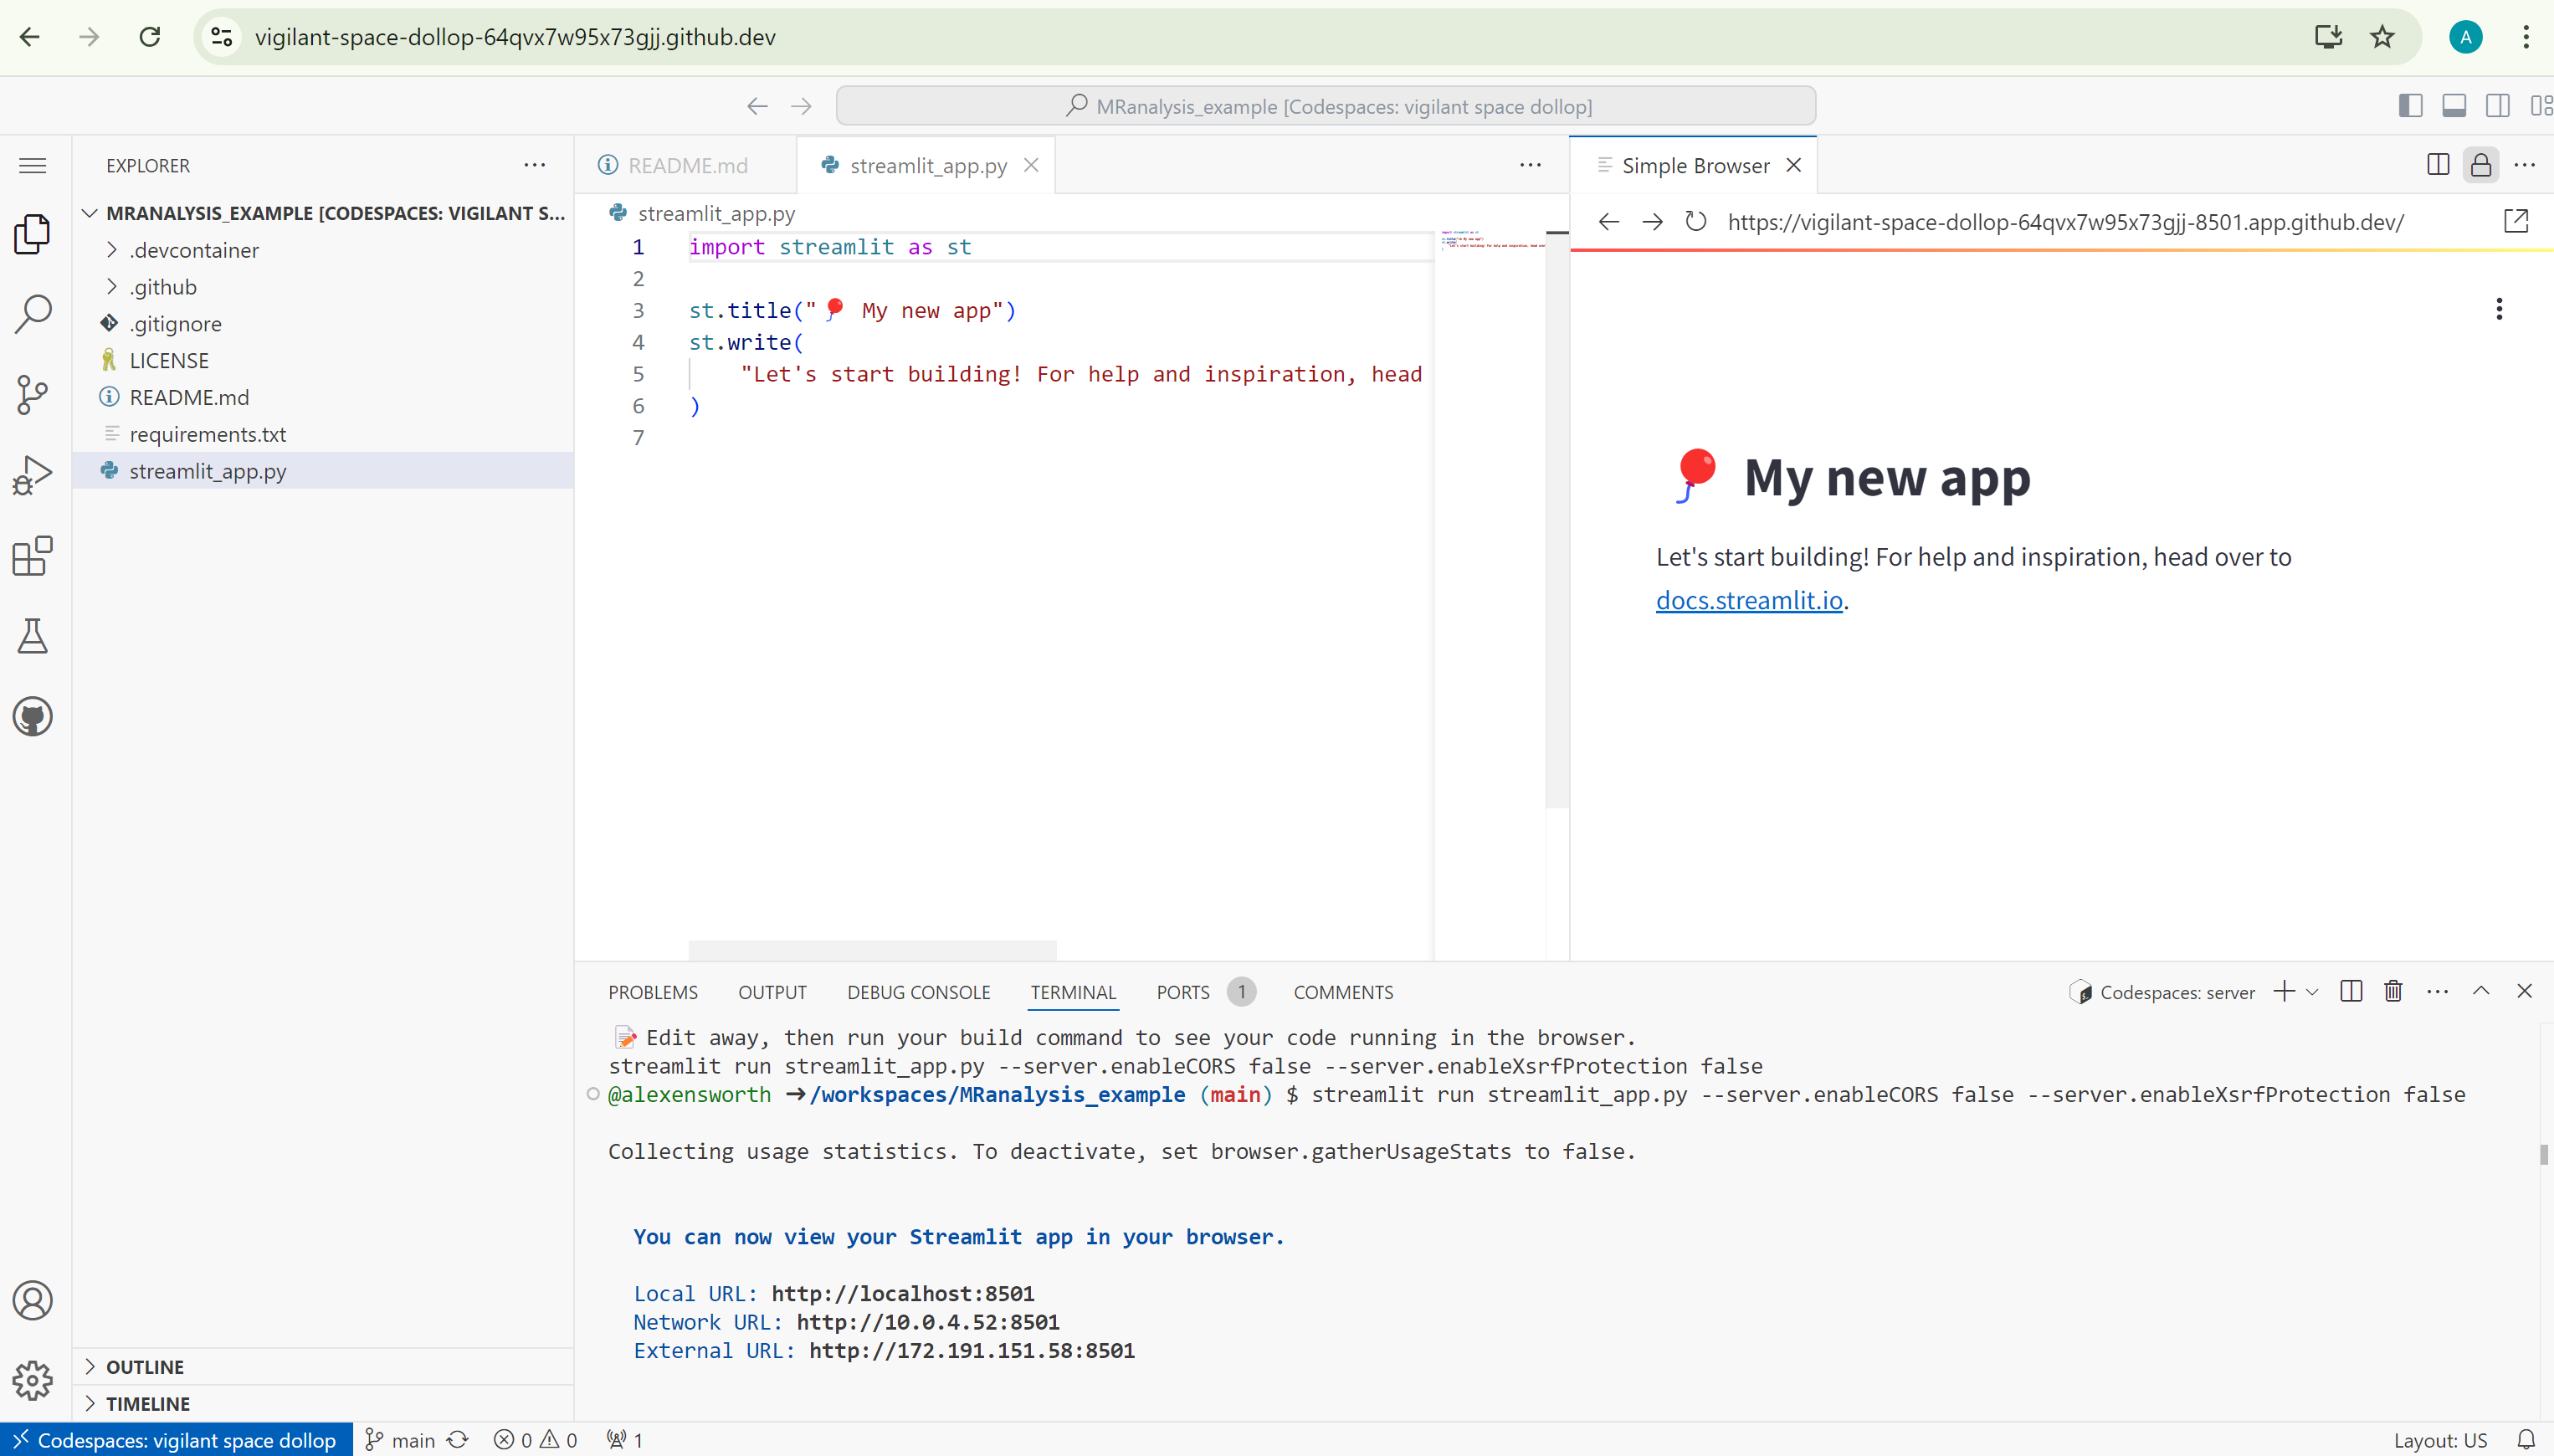 vigilant-space-dollop-64qvx7w95x73gjj.github.dev
A
MRanalysis_example [Codespaces: vigilant space dollop]
EXPLORER
MRANALYSIS_EXAMPLE [CODESPACES: VIGILANT S...
.devcontainer
.github
.gitignore
LICENSE
README.md
requirements.txt
streamlit_app.py
OUTLINE
TIMELINE
README.md
streamlit_app.py
streamlit_app.py
1 import streamlit as st
2
3 st.title("🎈 My new app")
4 st.write(
5 "Let's start building! For help and inspiration, head
6 )
7
Simple Browser
https://vigilant-space-dollop-64qvx7w95x73gjj-8501.app.github.dev/
🎈 My new app
Let's start building! For help and inspiration, head over to
docs.streamlit.io.
PROBLEMS OUTPUT DEBUG CONSOLE TERMINAL PORTS 1 COMMENTS
Codespaces: server
📝 Edit away, then run your build command to see your code running in the browser.
streamlit run streamlit_app.py --server.enableCORS false --server.enableXsrfProtection false
@alexensworth ➜/workspaces/MRanalysis_example (main) $ streamlit run streamlit_app.py --server.enableCORS false --server.enableXsrfProtection false
Collecting usage statistics. To deactivate, set browser.gatherUsageStats to false.
You can now view your Streamlit app in your browser.
Local URL: http://localhost:8501
Network URL: http://10.0.4.52:8501
External URL: http://172.191.151.58:8501
Codespaces: vigilant space dollop main 0 0 1
Layout: US